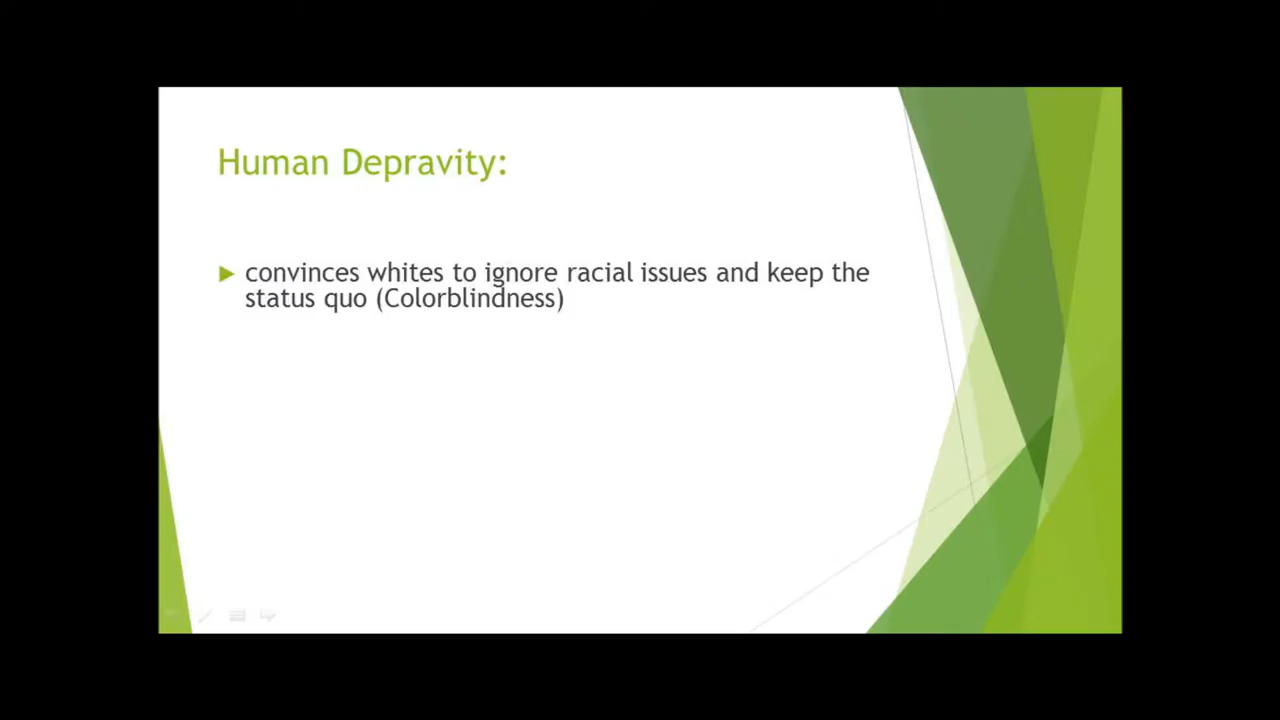 Human Depravity:
convinces whites to ignore racial issues and keep the
status quo (Colorblindness)